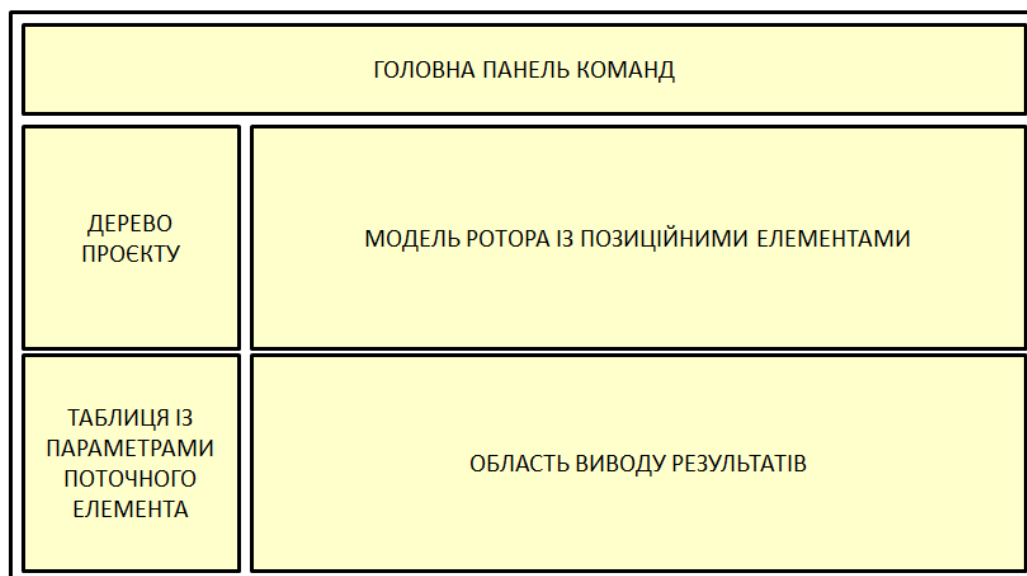 ГОЛОВНА ПАНЕЛЬ КОМАНД
ДЕРЕВО
ПРОЄКТУ
МОДЕЛЬ РОТОРА ІЗ ПОЗИЦІЙНИМИ ЕЛЕМЕНТАМИ
ТАБЛИЦЯ ІЗ
ПАРАМЕТРАМИ
ПОТОЧНОГО
ЕЛЕМЕНТА
ОБЛАСТЬ ВИВОДУ РЕЗУЛЬТАТІВ